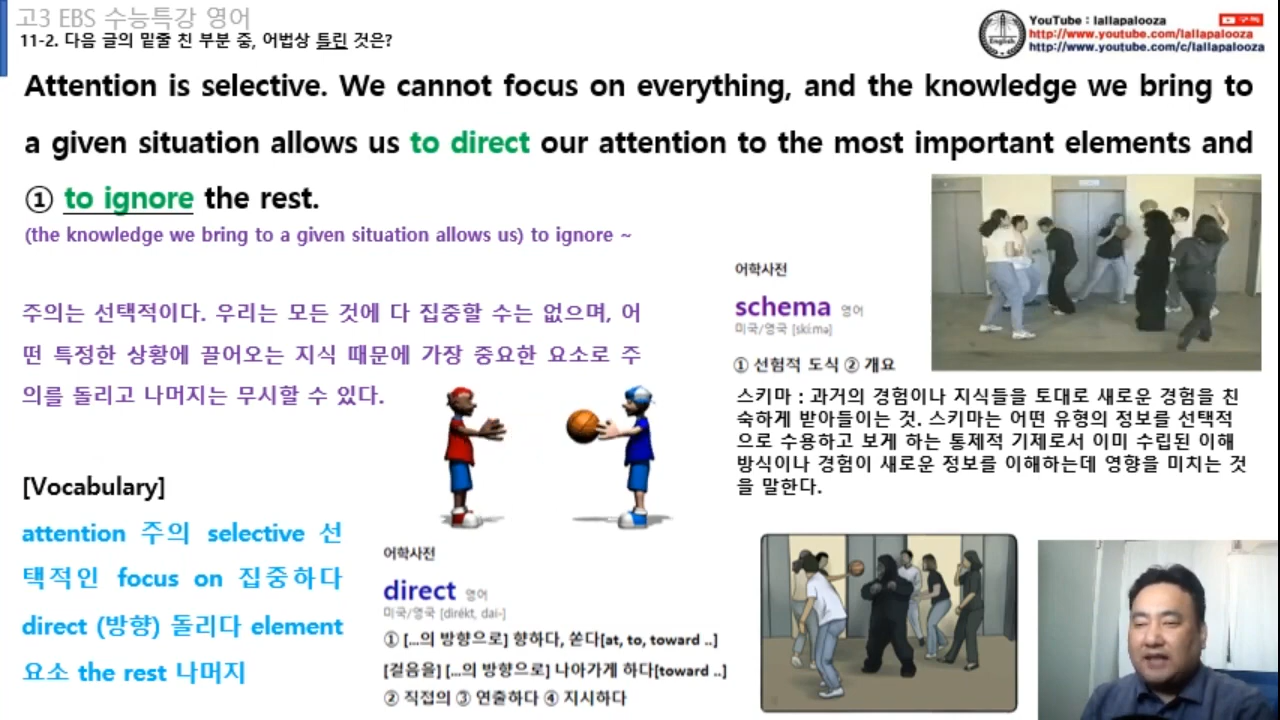 고3 EBS 수능특강 영어
11-2. 다음 글의 밑줄 친 부분 중, 어법상 틀린 것은?
YouTube : lallapalooza
구독
http://www.youtube.com/lallapalooza
http://www.youtube.com/c/lallapalooza
English
Attention is selective. We cannot focus on everything, and the knowledge we bring to
a given situation allows us to direct our attention to the most important elements and
① to ignore the rest.
(the knowledge we bring to a given situation allows us) to ignore ~
주의는 선택적이다. 우리는 모든 것에 다 집중할 수는 없으며, 어
떤 특정한 상황에 끌어오는 지식 때문에 가장 중요한 요소로 주
의를 돌리고 나머지는 무시할 수 있다.
[Vocabulary]
attention 주의 selective 선
택적인 focus on 집중하다
direct (방향) 돌리다 element
요소 the rest 나머지
어학사전
direct 영어
미국/영국 [dirékt, dai-]
① […의 방향으로] 향하다, 쏟다[at, to, toward ..]
[걸음을] […의 방향으로] 나아가게 하다[toward ..]
② 직접의 ③ 연출하다 ④ 지시하다
어학사전
schema 영어
미국/영국 [skí:mə]
① 선험적 도식 ② 개요
스키마 : 과거의 경험이나 지식들을 토대로 새로운 경험을 친
숙하게 받아들이는 것. 스키마는 어떤 유형의 정보를 선택적
으로 수용하고 보게 하는 통제적 기제로서 이미 수립된 이해
방식이나 경험이 새로운 정보를 이해하는데 영향을 미치는 것
을 말한다.